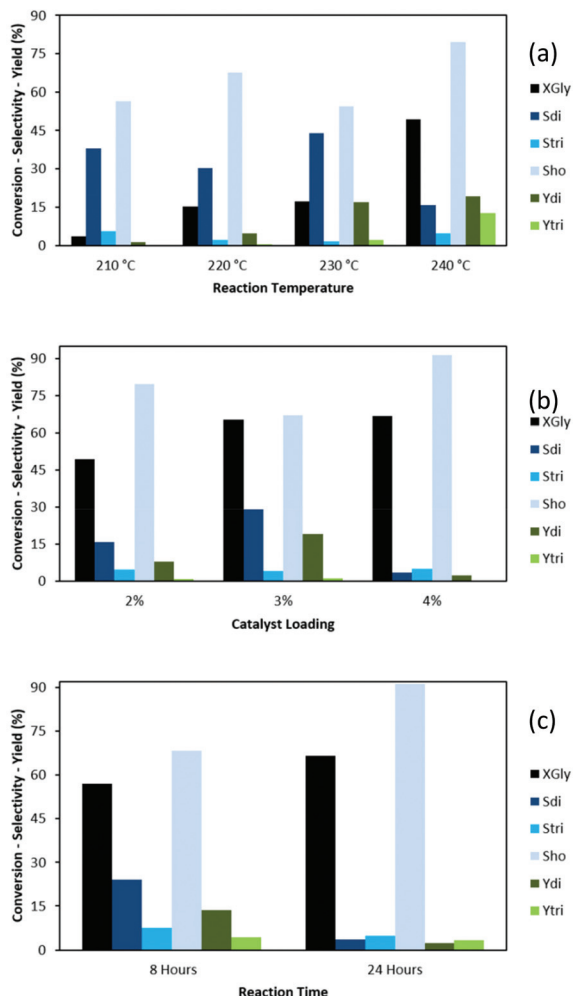 (a)
Conversion - Selectivity - Yield (%)
90
75
60
45
30
15
0
210 °C 220 °C 230 °C 240 °C
Reaction Temperature
XGly
Sdi
Stri
Sho
Ydi
Ytri
(b)
Conversion - Selectivity - Yield (%)
90
75
60
45
30
15
0
2% 3% 4%
Catalyst Loading
XGly
Sdi
Stri
Sho
Ydi
Ytri
(c)
Conversion - Selectivity - Yield (%)
90
75
60
45
30
15
0
8 Hours 24 Hours
Reaction Time
XGly
Sdi
Stri
Sho
Ydi
Ytri